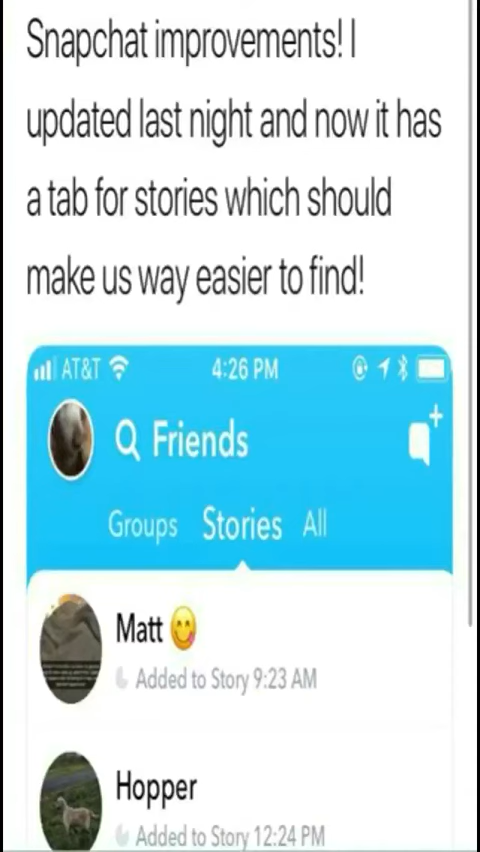 Snapchat improvements! I
updated last night and now it has
a tab for stories which should
make us way easier to find!
AT&T 4:26 PM
Friends
Groups Stories All
Matt 😋
Added to Story 9:23 AM
Hopper
Added to Story 12:24 PM